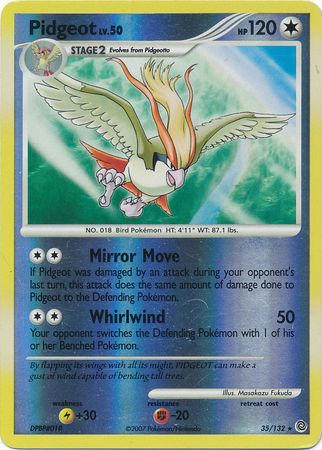 Pidgeot LV.50 HP 120
STAGE 2 Evolves from Pidgeotto
NO. 018 Bird Pokémon HT: 4'11" WT: 87.1 lbs.
Mirror Move
If Pidgeot was damaged by an attack during your opponent's
last turn, this attack does the same amount of damage done to
Pidgeot to the Defending Pokémon.
Whirlwind 50
Your opponent switches the Defending Pokémon with 1 of his
or her Benched Pokémon.
By flapping its wings with all its might, PIDGEOT can make a
gust of wind capable of bending tall trees.
Illus. Masakazu Fukuda
weakness resistance retreat cost
+30 -20
DPBP#018 ©2007 Pokémon/Nintendo 35/132 ★